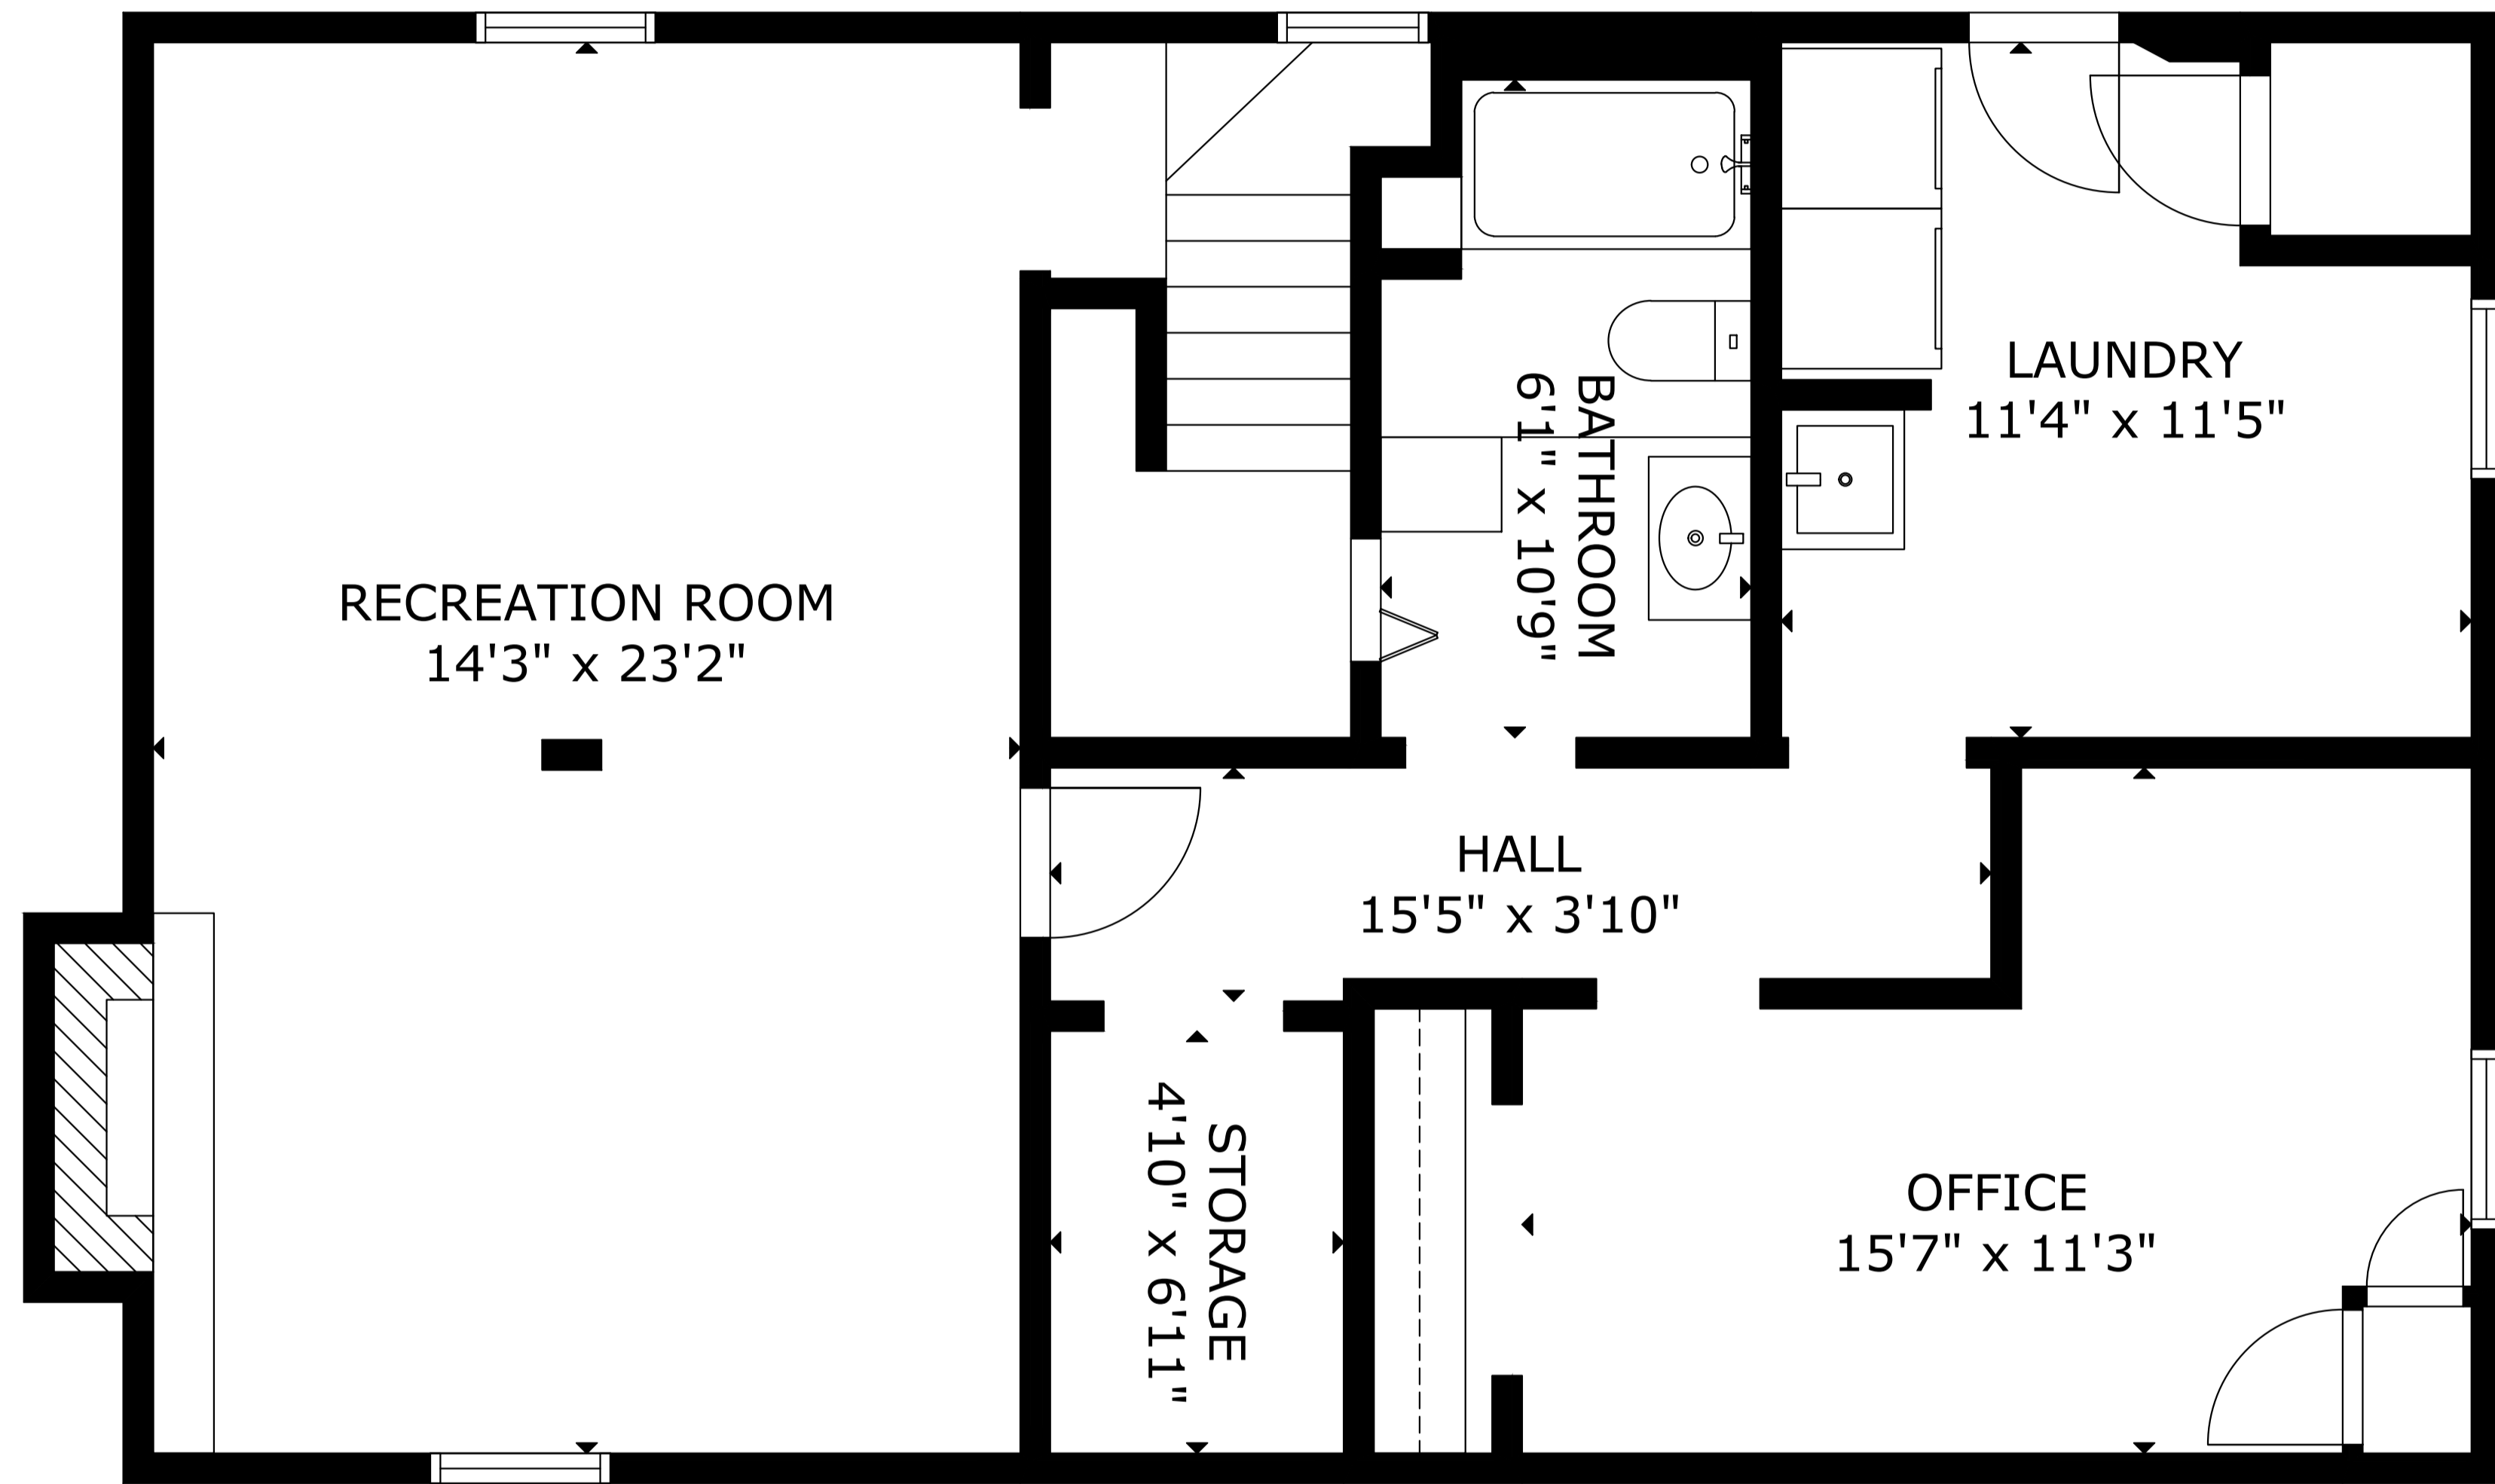 RECREATION ROOM
14'3" x 23'2"
BATHROOM
6'1" x 10'9"
LAUNDRY
11'4" x 11'5"
HALL
15'5" x 3'10"
STORAGE
4'10" x 6'11"
OFFICE
15'7" x 11'3"